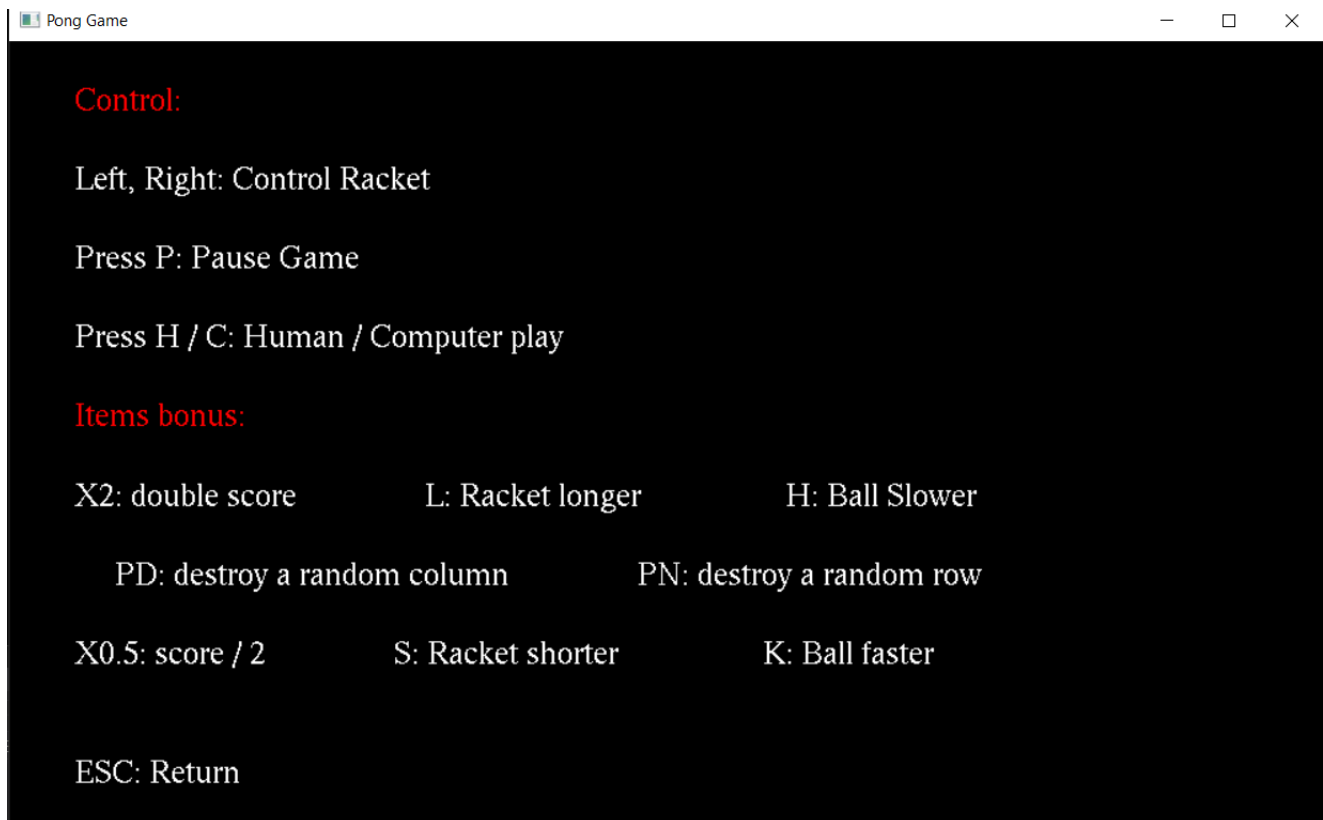 Pong Game
Control:
Left, Right: Control Racket
Press P: Pause Game
Press H / C: Human / Computer play
Items bonus:
X2: double score L: Racket longer H: Ball Slower
PD: destroy a random column PN: destroy a random row
X0.5: score / 2 S: Racket shorter K: Ball faster
ESC: Return